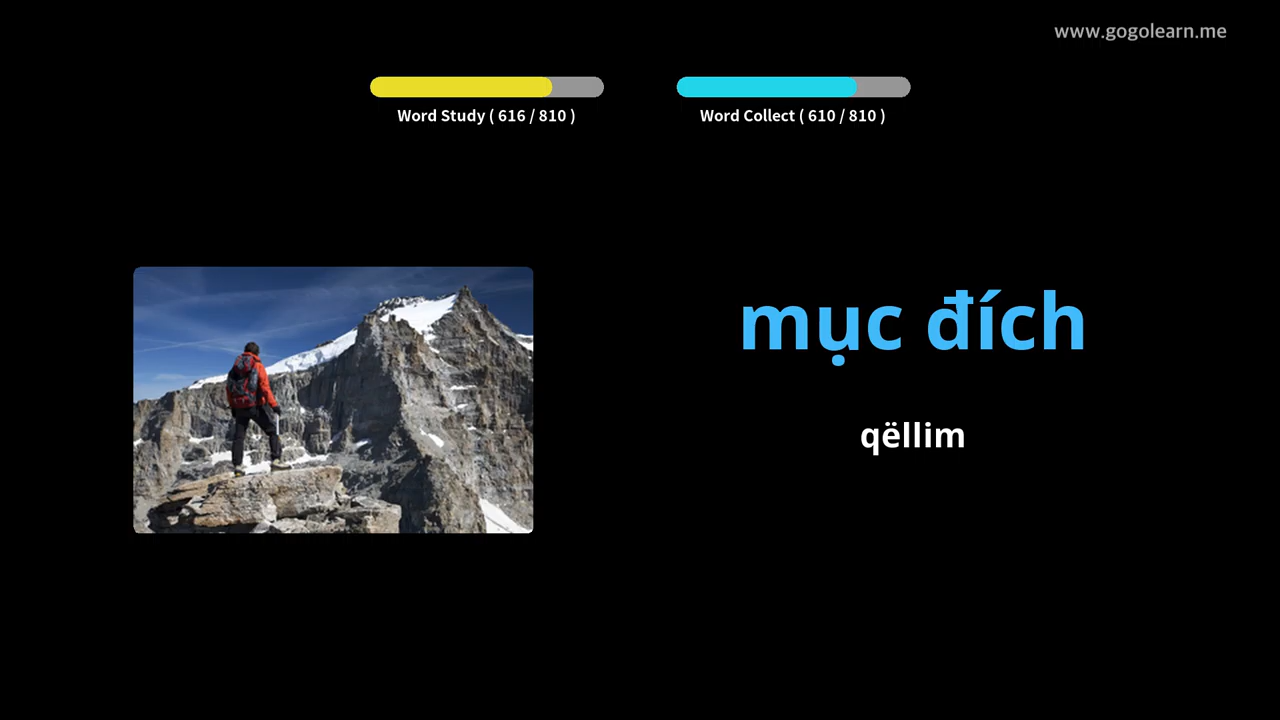 www.gogolearn.me
Word Study ( 616 / 810 )
Word Collect ( 610 / 810 )
mục đích
qëllim